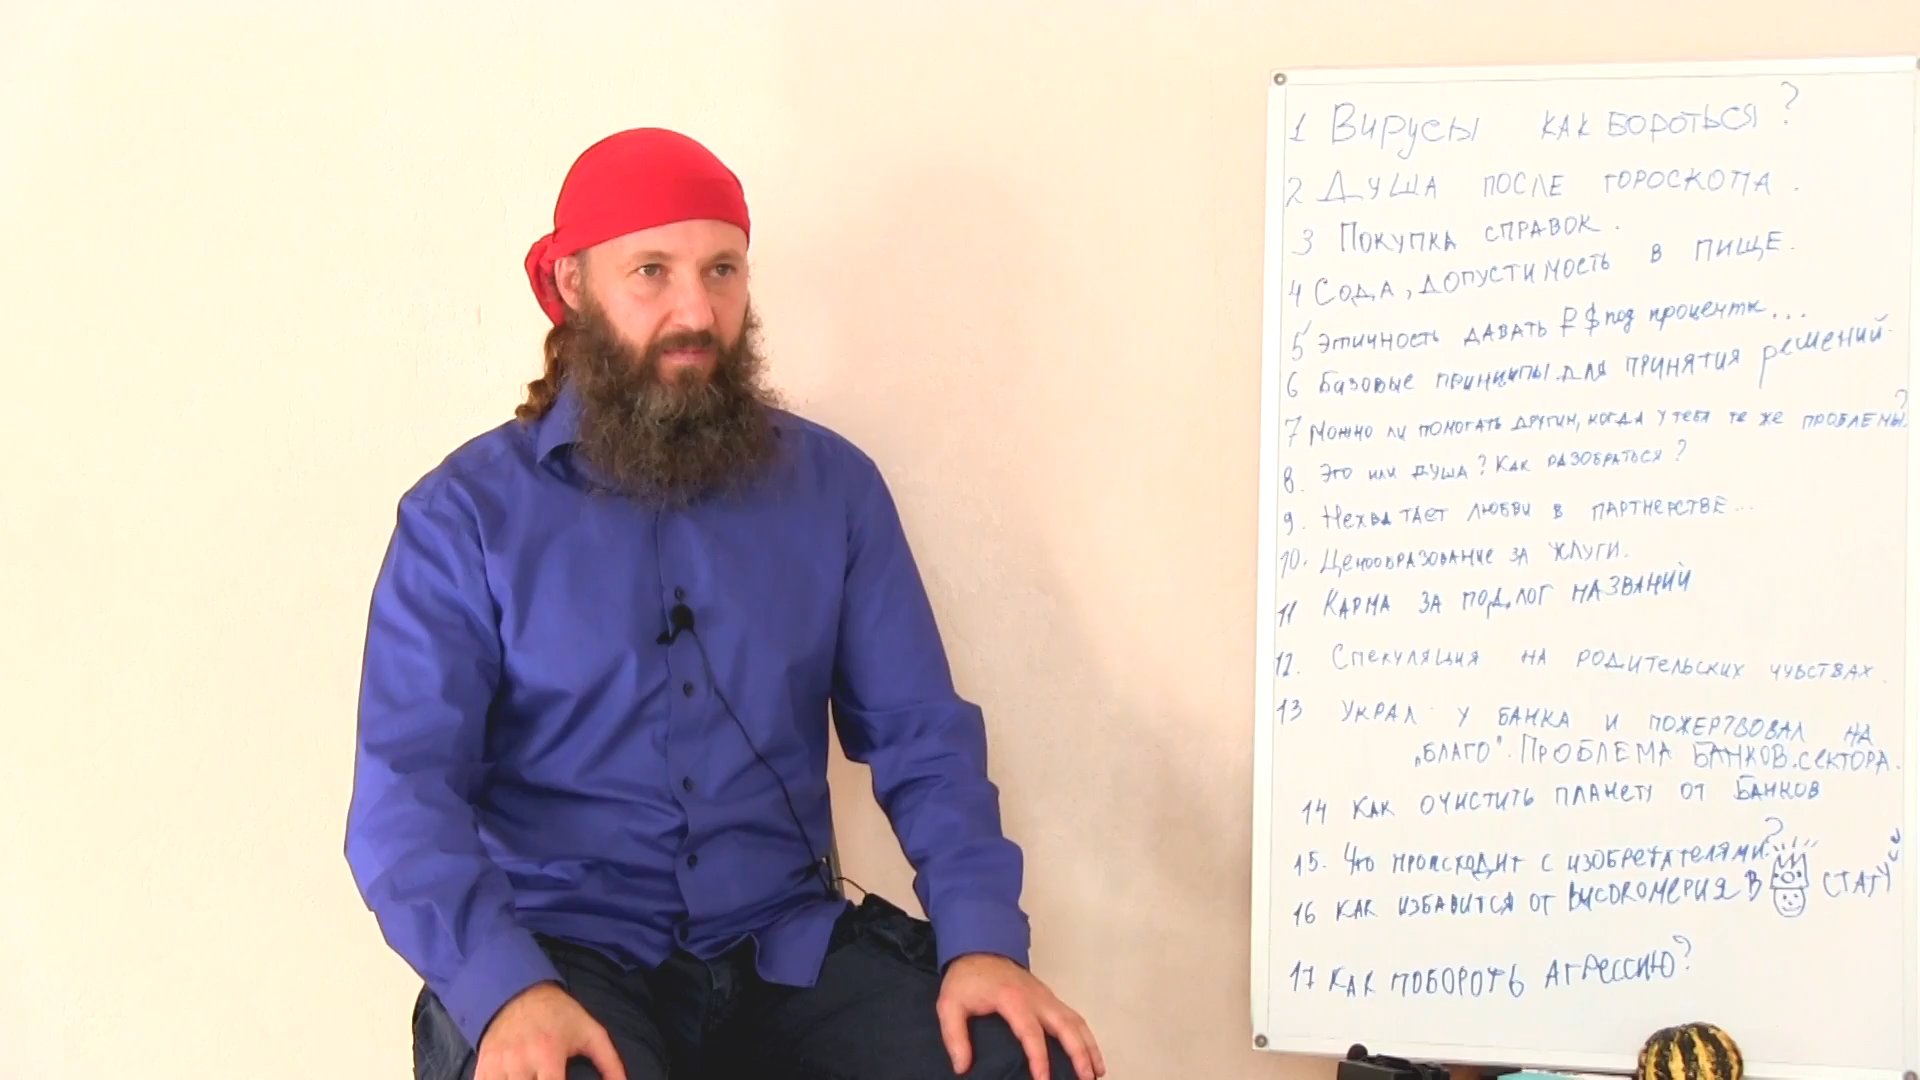 1 Вирусы как бороться?
2 Душа после гороскопа.
3 Покупка справок.
4 Сода, допустимость в пище.
5 Этичность давать ₽ $ под проценты...
6 Базовые принципы для принятия решений.
7 Можно ли помогать другим, когда у тебя те же проблемы?
8. Эго или душа? Как разобраться?
9. Нехватает любви в партнерстве...
10. Ценообразование за услуги.
11 Карма за подлог названий
12. Спекуляция на родительских чувствах.
13 Украл у банка и пожертвовал на
„благо". Проблема банков. сектора.
14 Как очистить планету от Банков
15. Что происходит с изобретателями?
16 Как избавится от высокомерия в статусе
17 Как побороть агрессию?